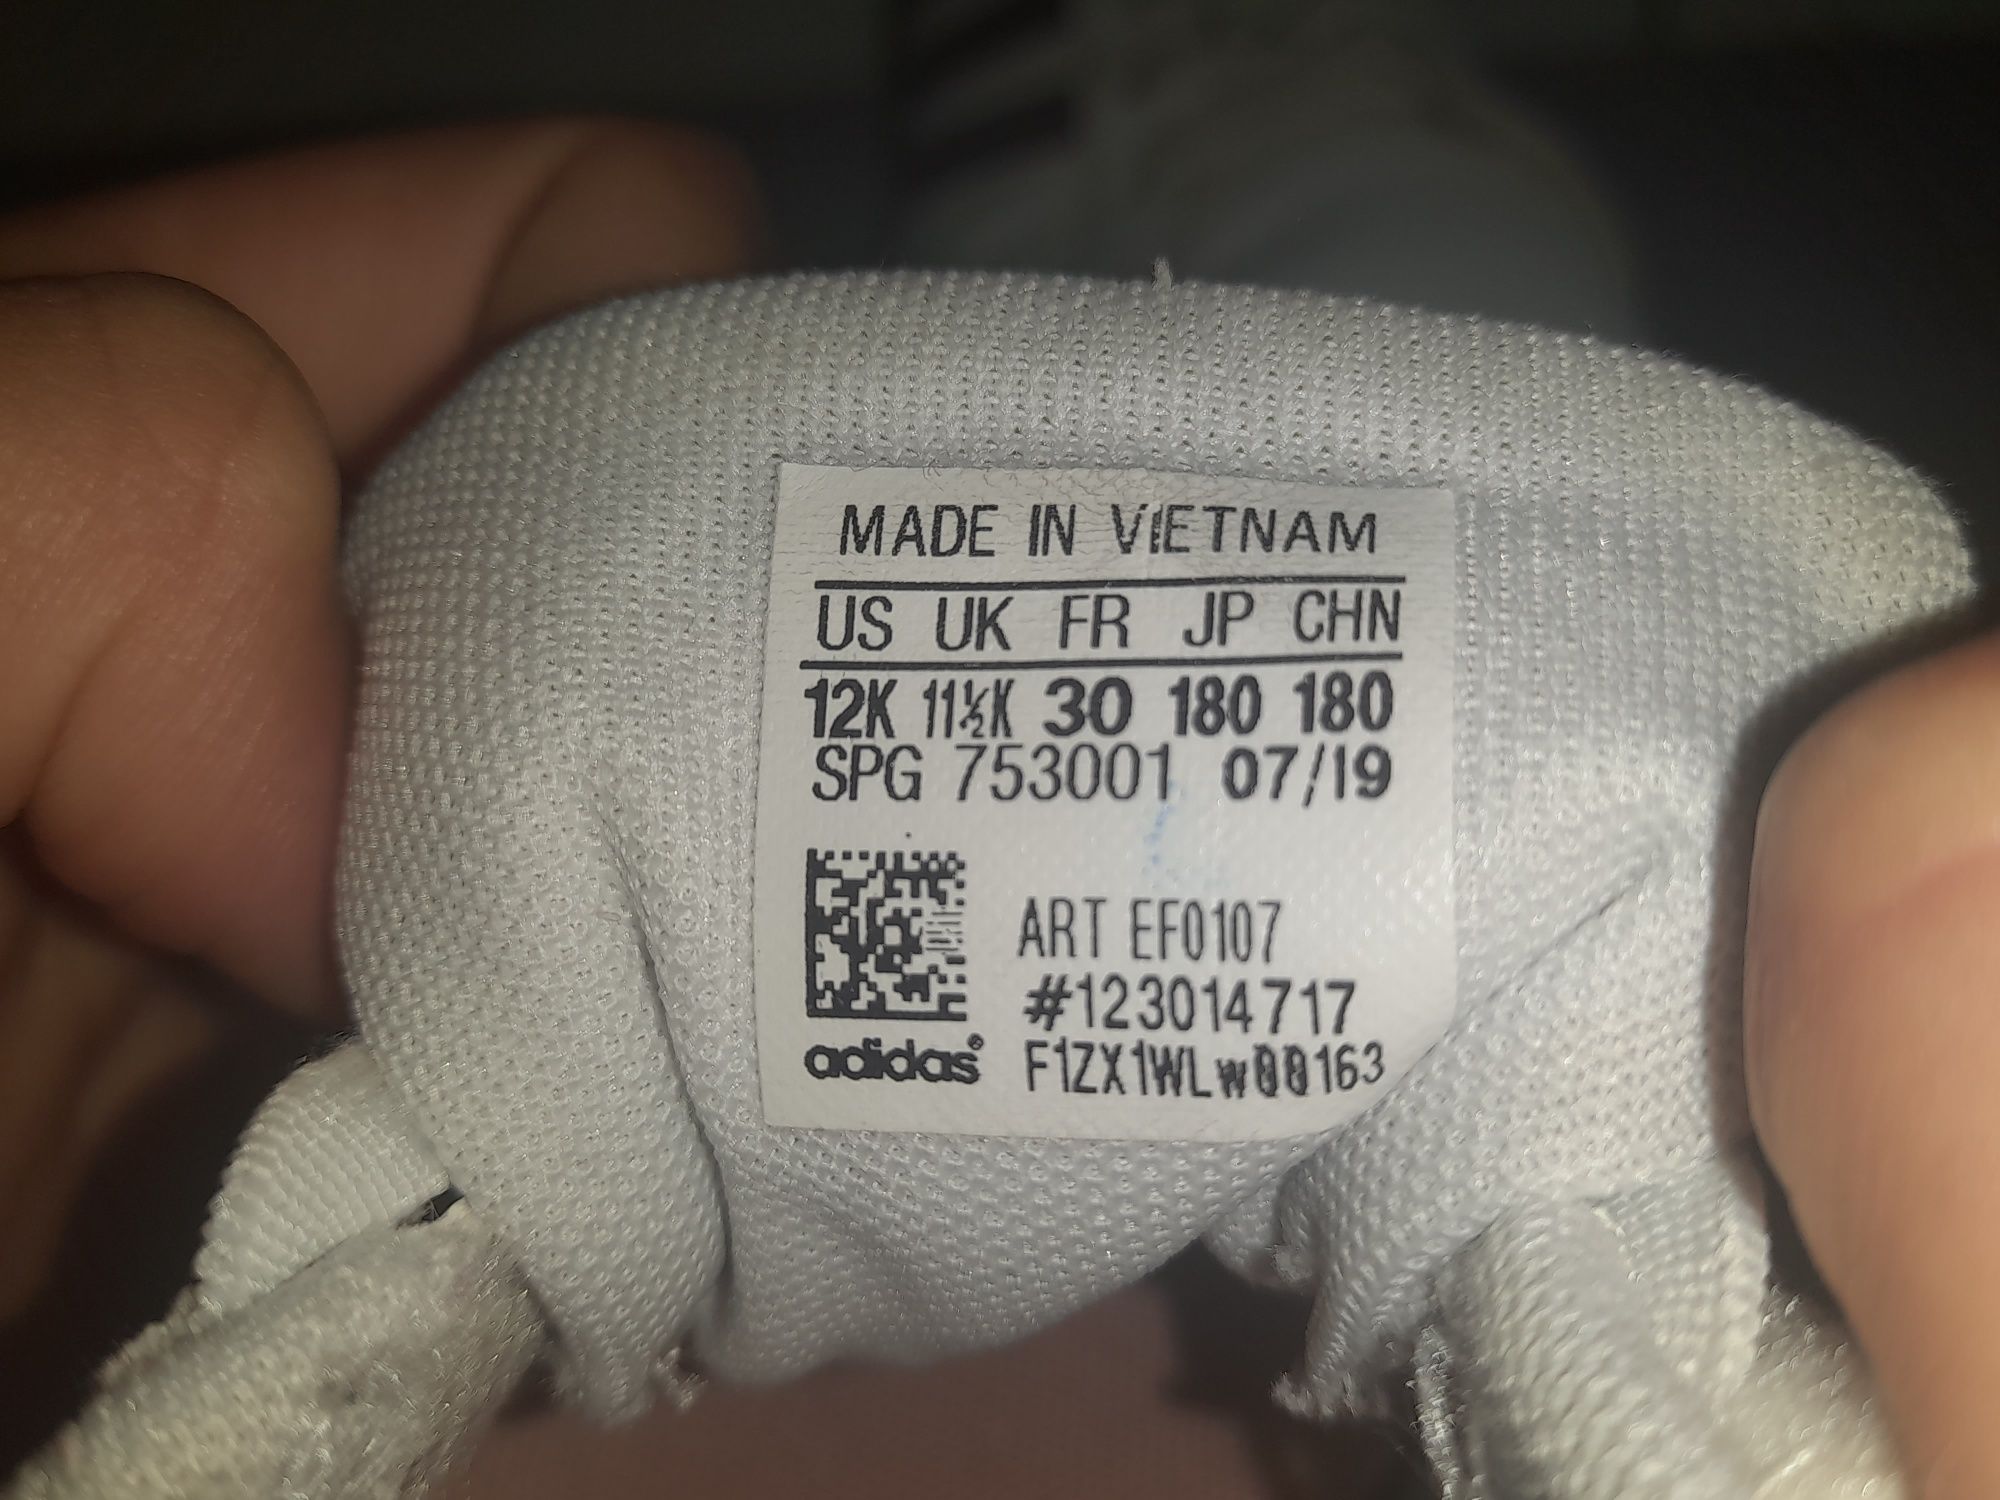 MADE IN VIETNAM
US UK FR JP CHN
12K 11½K 30 180 180
SPG 753001 07/19
ART EF0107
#123014717
adidas® F1ZX1WLw00163